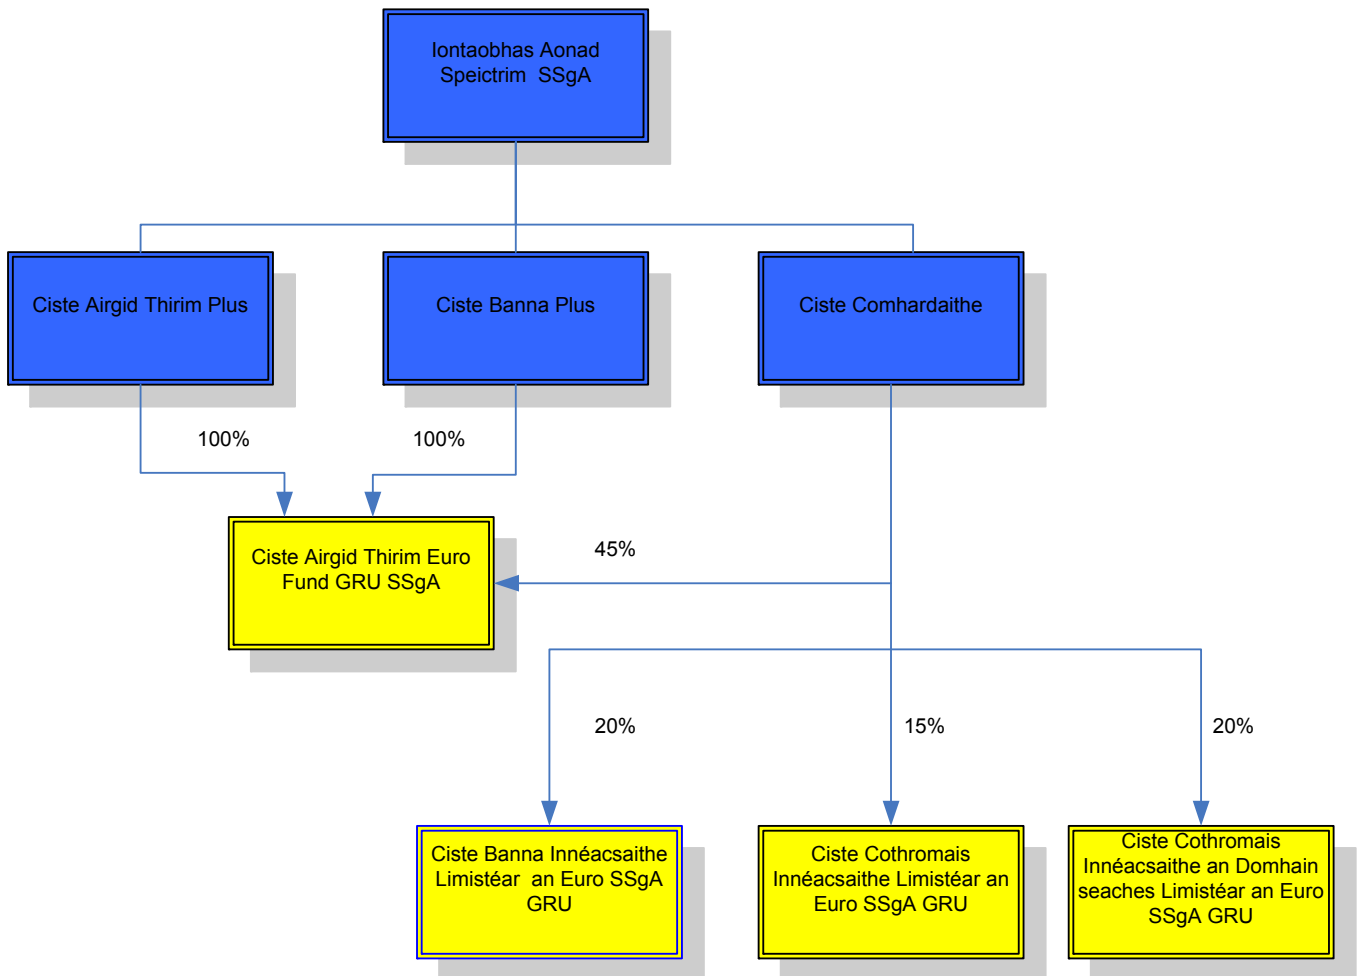 Iontaobhas Aonad
Speictrim SSgA
Ciste Airgid Thirim Plus
Ciste Banna Plus
Ciste Comhardaithe
100%
100%
Ciste Airgid Thirim Euro
Fund GRU SSgA
45%
20%
15%
20%
Ciste Banna Innéacsaithe
Limistéar an Euro SSgA
GRU
Ciste Cothromais
Innéacsaithe Limistéar an
Euro SSgA GRU
Ciste Cothromais
Innéacsaithe an Domhain
seaches Limistéar an Euro
SSgA GRU